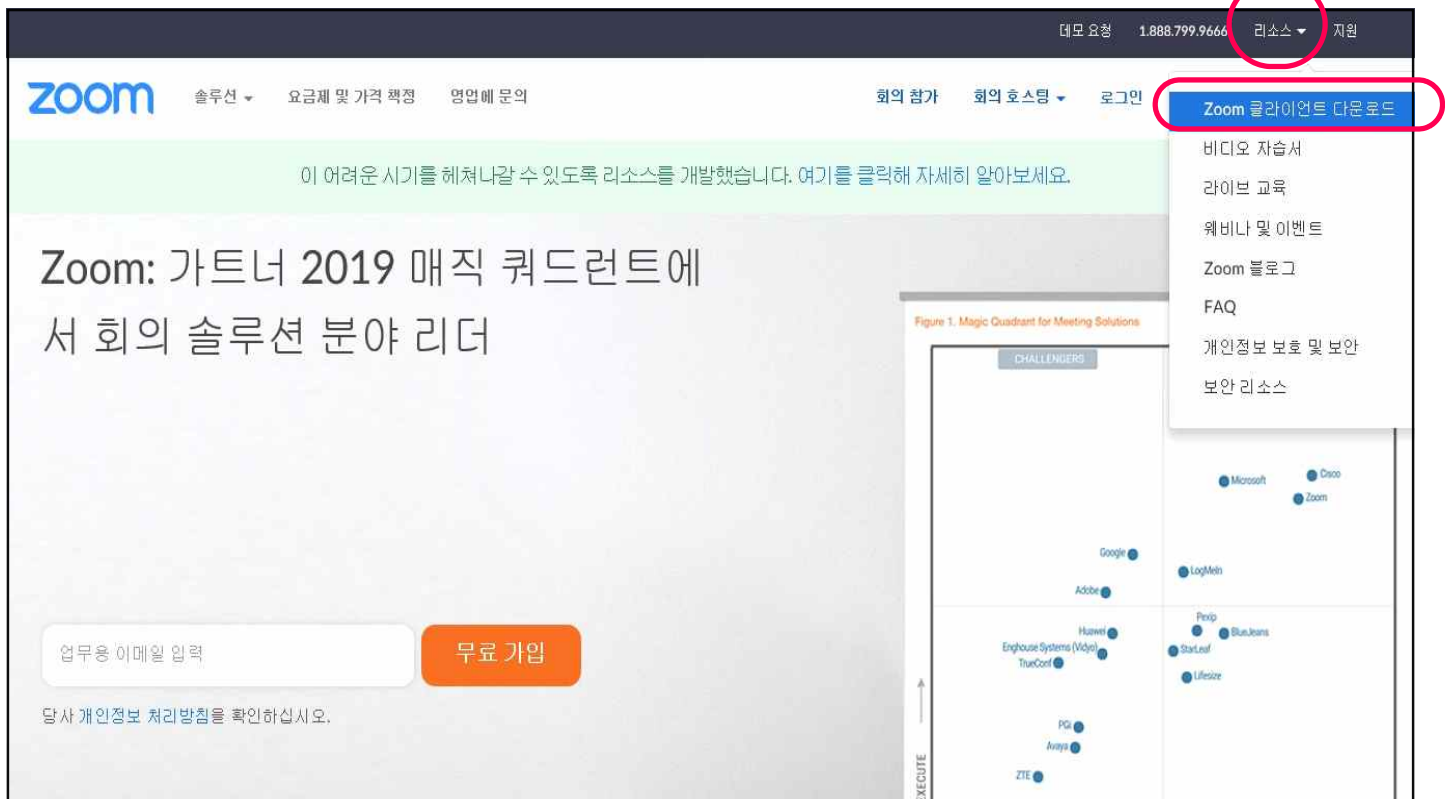 데모 요청 1.888.799.9666 리소스 지원
zoom 솔루션 요금제 및 가격 책정 영업에 문의 회의 참가 회의 호스팅 로그인
Zoom 클라이언트 다운로드
비디오 자습서
라이브 교육
웨비나 및 이벤트
Zoom 블로그
FAQ
개인정보 보호 및 보안
보안 리소스
이 어려운 시기를 헤쳐나갈 수 있도록 리소스를 개발했습니다. 여기를 클릭해 자세히 알아보세요.
Zoom: 가트너 2019 매직 쿼드런트에
서 회의 솔루션 분야 리더
업무용 이메일 입력 무료 가입
당사 개인정보 처리방침을 확인하십시오.
Figure 1. Magic Quadrant for Meeting Solutions
CHALLENGERS
Microsoft
Cisco
Zoom
Google
LogMeIn
Adobe
Pexip
Huawei
BlueJeans
Enghouse Systems (Vidyo)
StarLeaf
TrueConf
Lifesize
PGi
Avaya
ZTE
EXECUTE